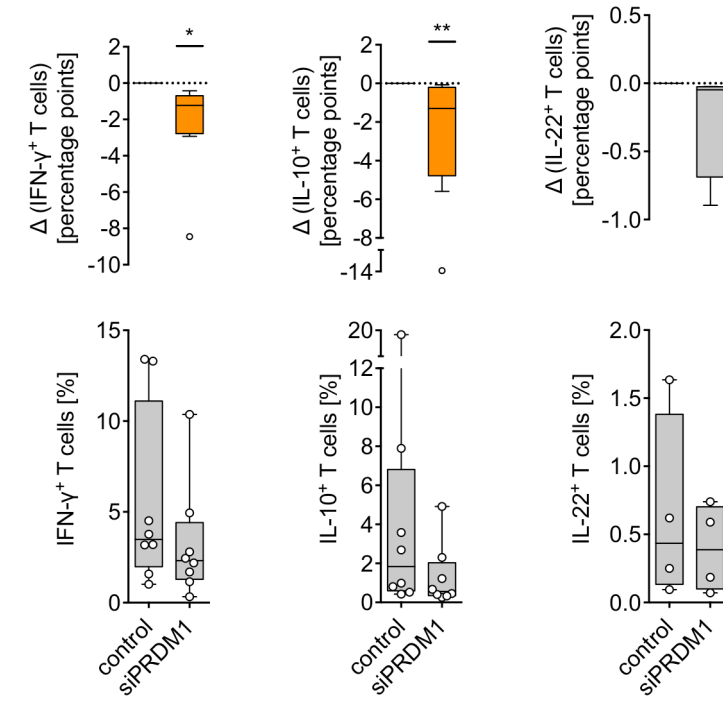 *
**
Δ (IFN-γ⁺ T cells)
[percentage points]
2
0
-2
-4
-6
-8
-10
Δ (IL-10⁺ T cells)
[percentage points]
2
0
-2
-4
-6
-8
-14
Δ (IL-22⁺ T cells)
[percentage points]
0.5
0.0
-0.5
-1.0
IFN-γ⁺ T cells [%]
15
10
5
0
control
siPRDM1
IL-10⁺ T cells [%]
20
12
10
8
6
4
2
0
control
siPRDM1
IL-22⁺ T cells [%]
2.0
1.5
1.0
0.5
0.0
control
siPRDM1